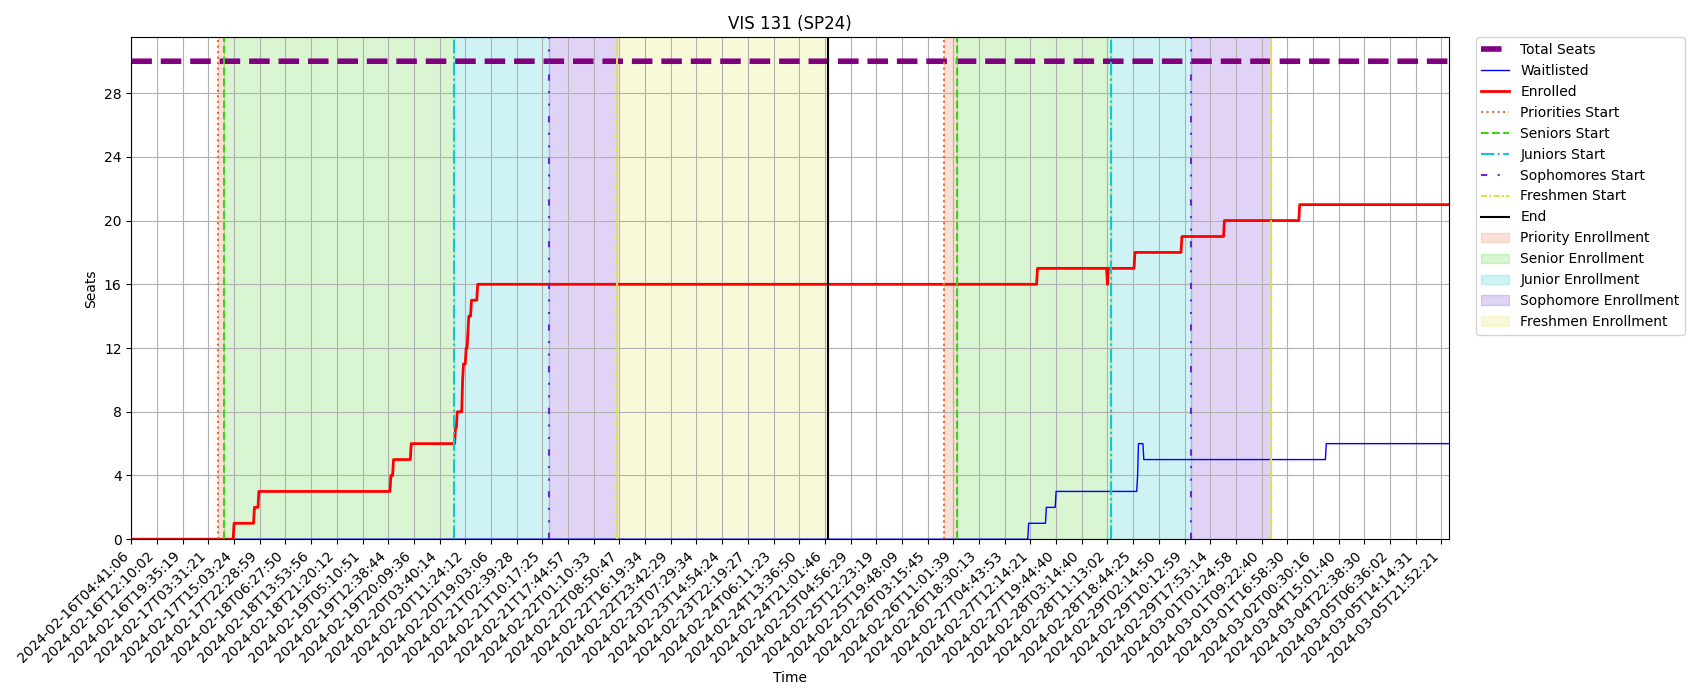 VIS 131 (SP24)
Seats
28
24
20
16
12
8
4
0
2024-02-16T04:41:06
2024-02-16T12:10:02
2024-02-16T19:35:19
2024-02-17T03:31:21
2024-02-17T15:03:24
2024-02-17T22:28:59
2024-02-18T06:27:50
2024-02-18T13:53:56
2024-02-18T21:20:12
2024-02-19T05:10:51
2024-02-19T12:38:44
2024-02-19T20:09:36
2024-02-20T03:40:14
2024-02-20T11:24:12
2024-02-20T19:03:06
2024-02-21T02:39:28
2024-02-21T10:17:25
2024-02-21T17:44:57
2024-02-22T01:10:33
2024-02-22T08:50:47
2024-02-22T16:19:34
2024-02-22T23:42:29
2024-02-23T07:29:34
2024-02-23T14:54:24
2024-02-23T22:19:27
2024-02-24T06:11:23
2024-02-24T13:36:50
2024-02-24T21:01:46
2024-02-25T04:56:29
2024-02-25T12:23:19
2024-02-25T19:48:09
2024-02-26T03:15:45
2024-02-26T11:01:39
2024-02-26T18:30:13
2024-02-27T04:43:53
2024-02-27T12:14:21
2024-02-27T19:44:40
2024-02-28T03:14:40
2024-02-28T11:13:02
2024-02-28T18:44:25
2024-02-29T02:14:50
2024-02-29T10:12:59
2024-02-29T17:53:14
2024-03-01T01:24:58
2024-03-01T09:22:40
2024-03-01T16:58:30
2024-03-02T00:30:16
2024-03-04T15:01:40
2024-03-04T22:38:30
2024-03-05T06:36:02
2024-03-05T14:14:31
2024-03-05T21:52:21
Time
Total Seats
Waitlisted
Enrolled
Priorities Start
Seniors Start
Juniors Start
Sophomores Start
Freshmen Start
End
Priority Enrollment
Senior Enrollment
Junior Enrollment
Sophomore Enrollment
Freshmen Enrollment